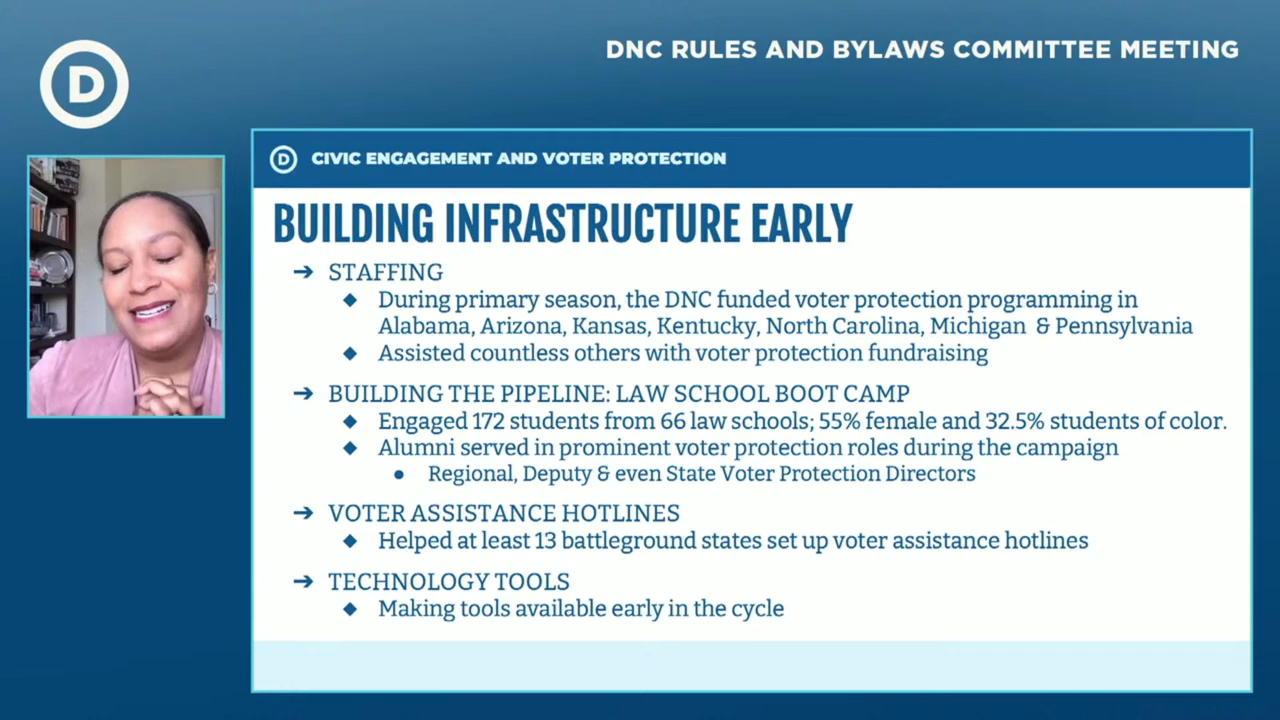 DNC RULES AND BYLAWS COMMITTEE MEETING
D
D CIVIC ENGAGEMENT AND VOTER PROTECTION
BUILDING INFRASTRUCTURE EARLY
➔ STAFFING
◆ During primary season, the DNC funded voter protection programming in
Alabama, Arizona, Kansas, Kentucky, North Carolina, Michigan & Pennsylvania
◆ Assisted countless others with voter protection fundraising
➔ BUILDING THE PIPELINE: LAW SCHOOL BOOT CAMP
◆ Engaged 172 students from 66 law schools; 55% female and 32.5% students of color.
◆ Alumni served in prominent voter protection roles during the campaign
● Regional, Deputy & even State Voter Protection Directors
➔ VOTER ASSISTANCE HOTLINES
◆ Helped at least 13 battleground states set up voter assistance hotlines
➔ TECHNOLOGY TOOLS
◆ Making tools available early in the cycle